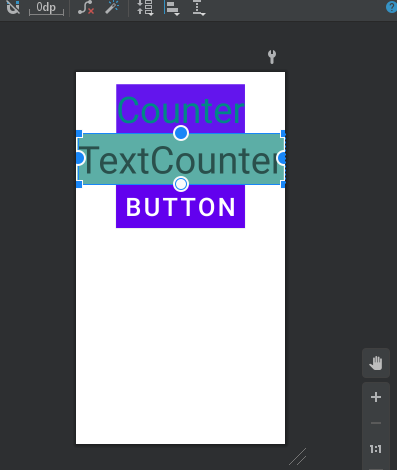 0dp
?
Counter
TextCounter
BUTTON
+
−
1:1